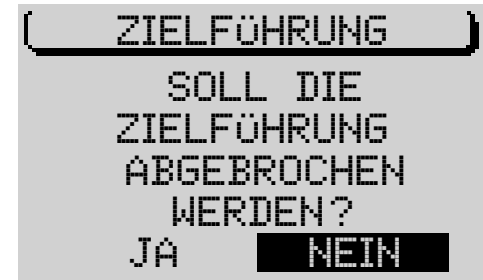 ZIELFüHRUNG
SOLL DIE
ZIELFüHRUNG
ABGEBROCHEN
WERDEN?
JA NEIN